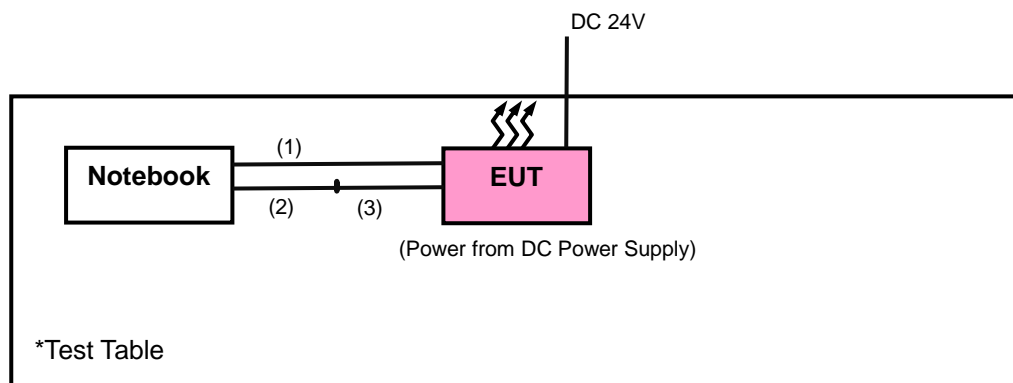 DC 24V
(1)
Notebook
EUT
(2)
(3)
(Power from DC Power Supply)
*Test Table